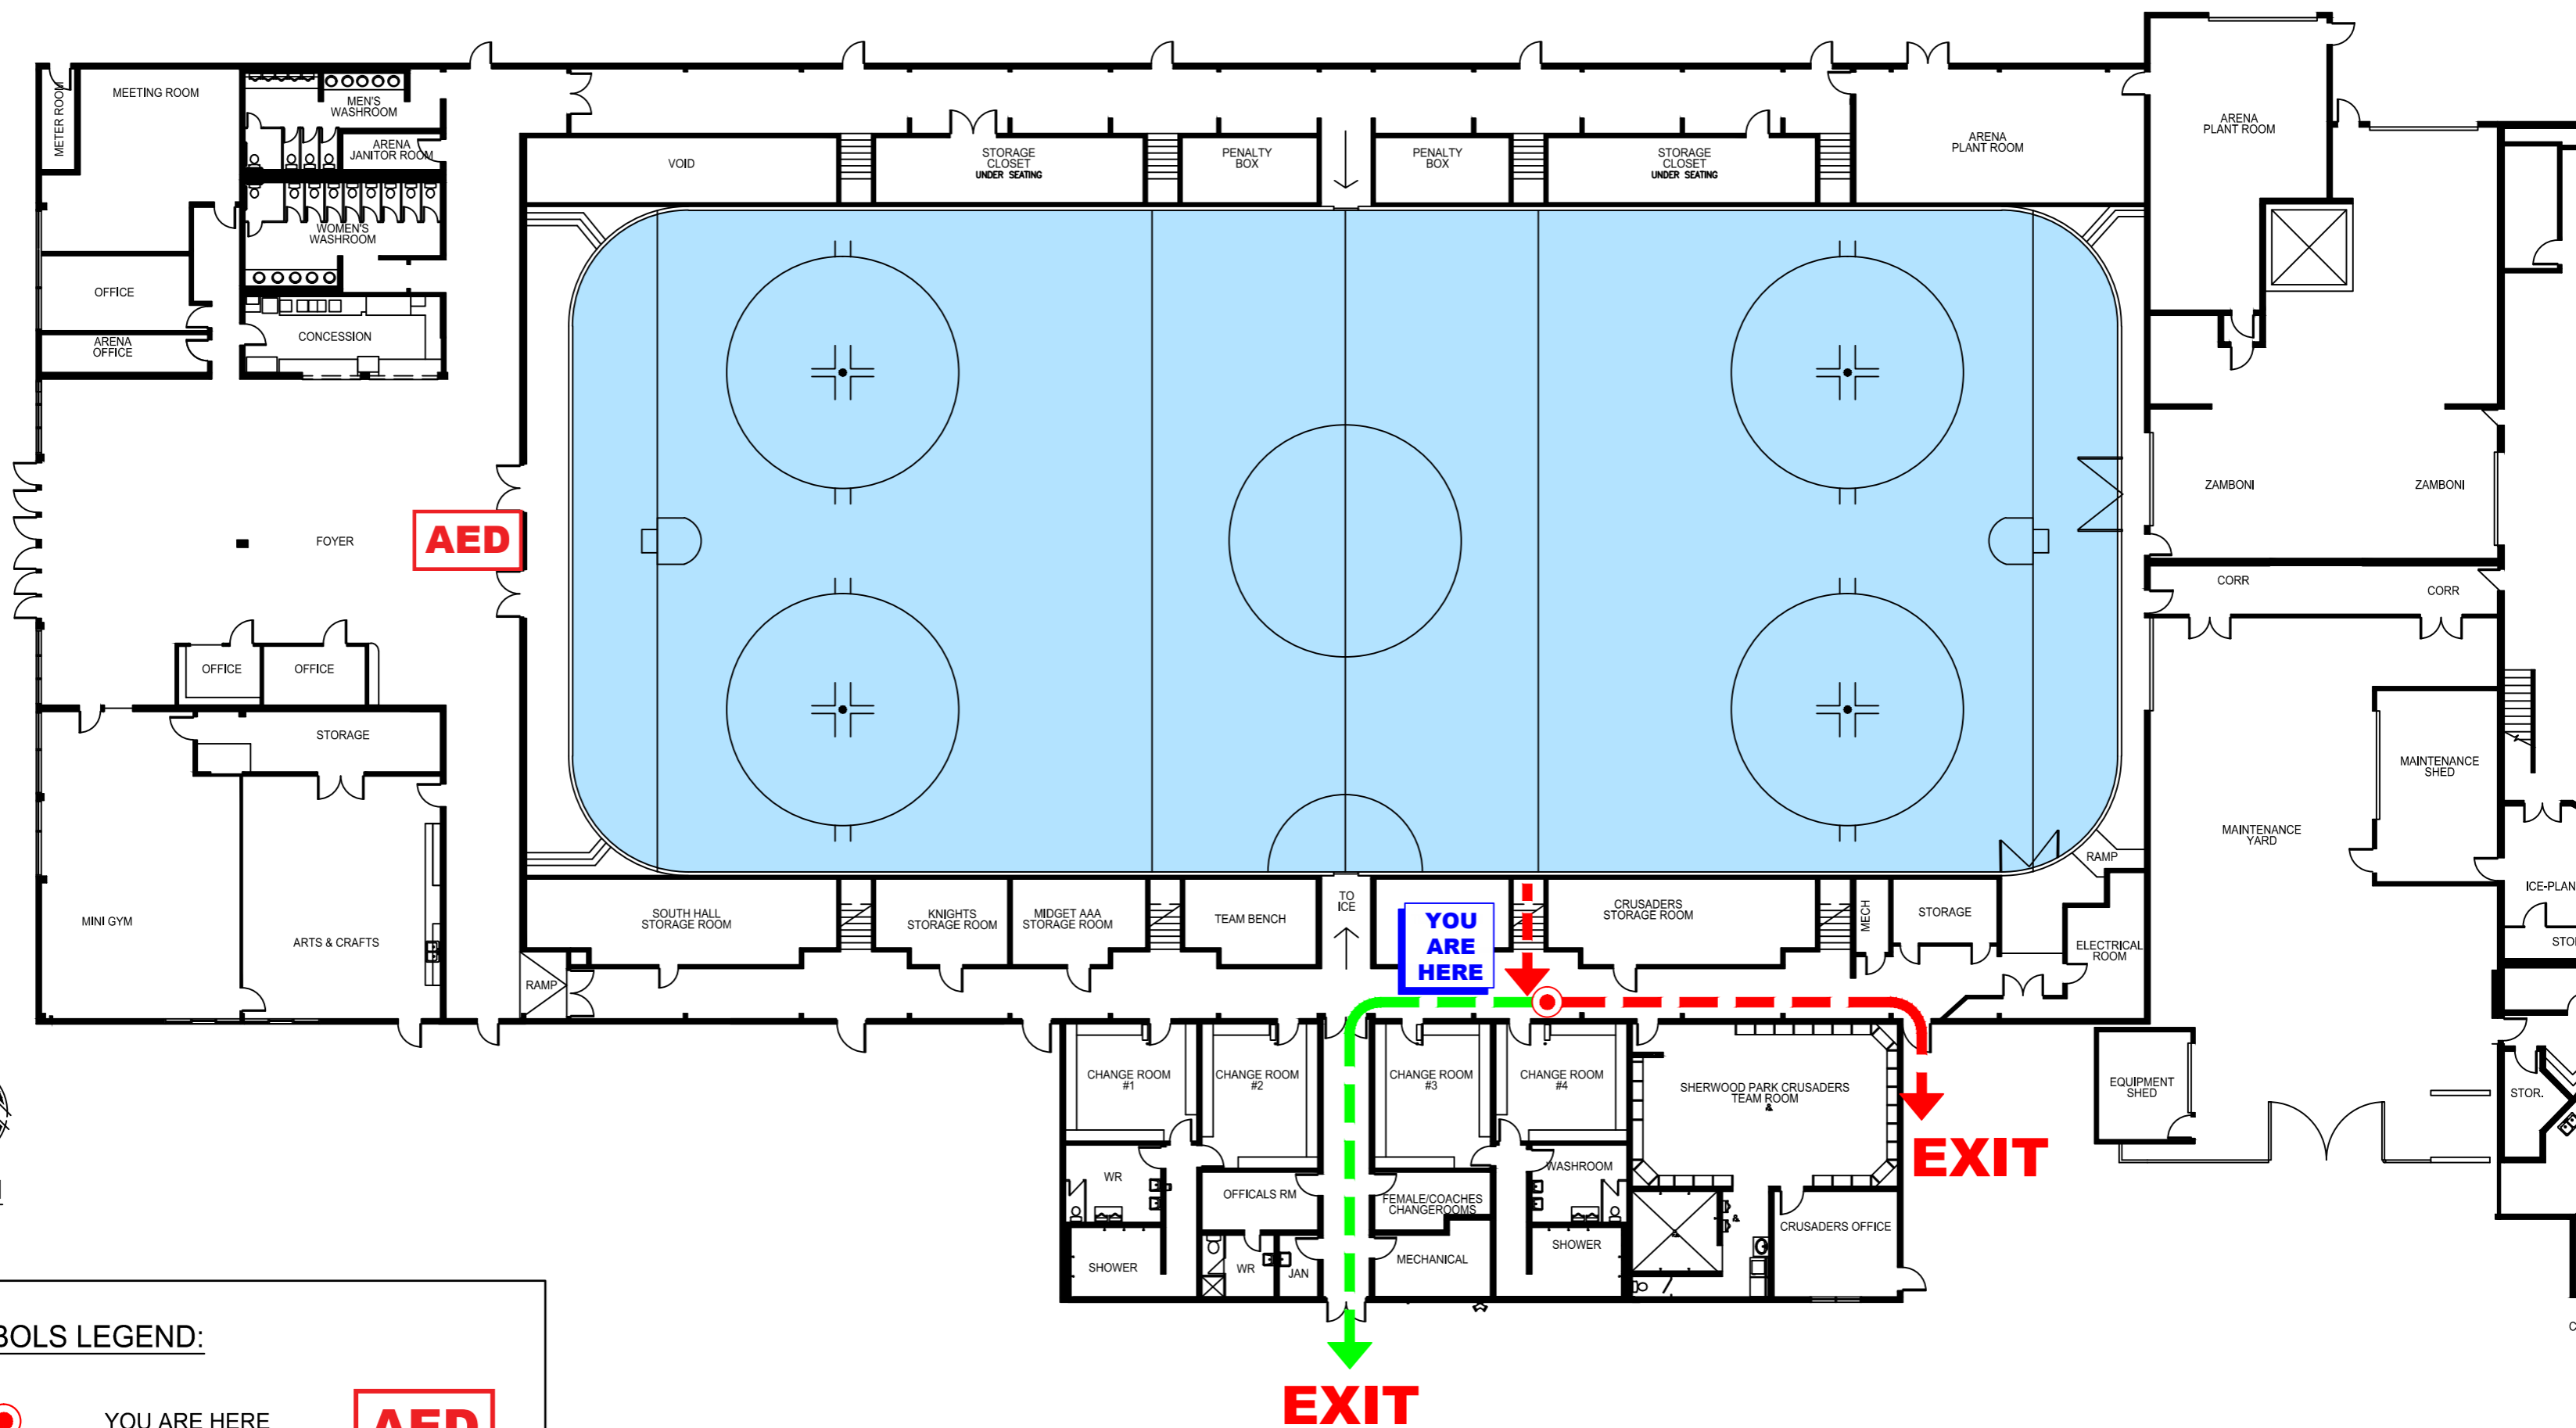 METER ROOM
MEETING ROOM
MEN'S
WASHROOM
ARENA
JANITOR ROOM
WOMEN'S
WASHROOM
OFFICE
ARENA
OFFICE
CONCESSION
VOID
STORAGE
CLOSET
UNDER SEATING
PENALTY
BOX
PENALTY
BOX
STORAGE
CLOSET
UNDER SEATING
ARENA
PLANT ROOM
ARENA
PLANT ROOM
ZAMBONI
ZAMBONI
FOYER
AED
CORR
CORR
OFFICE
OFFICE
STORAGE
MAINTENANCE
SHED
MAINTENANCE
YARD
RAMP
ICE-PLAN
MINI GYM
ARTS & CRAFTS
SOUTH HALL
STORAGE ROOM
KNIGHTS
STORAGE ROOM
MIDGET AAA
STORAGE ROOM
TEAM BENCH
TO
ICE
YOU
ARE
HERE
CRUSADERS
STORAGE ROOM
MECH
STORAGE
ELECTRICAL
ROOM
STO
RAMP
CHANGE ROOM
#1
CHANGE ROOM
#2
CHANGE ROOM
#3
CHANGE ROOM
#4
SHERWOOD PARK CRUSADERS
TEAM ROOM
&
EQUIPMENT
SHED
STOR.
EXIT
WR
OFFICALS RM
FEMALE/COACHES
CHANGEROOMS
WASHROOM
CRUSADERS OFFICE
SHOWER
WR
JAN
MECHANICAL
SHOWER
EXIT
BOLS LEGEND:
YOU ARE HERE
AED